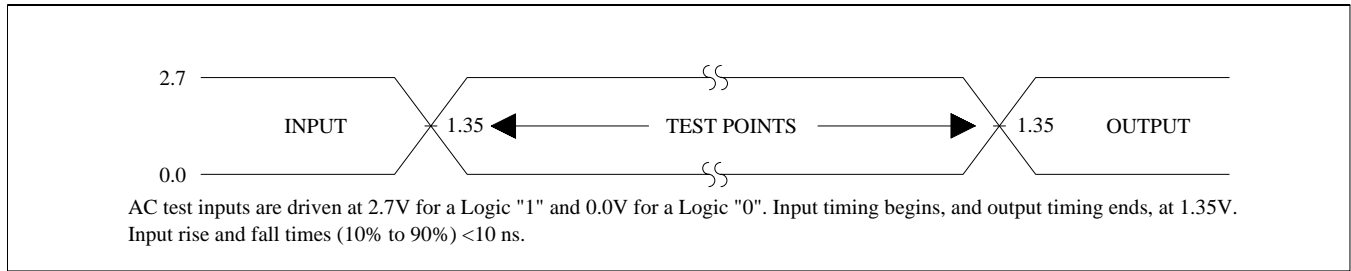 2.7
INPUT 1.35 TEST POINTS 1.35 OUTPUT
0.0
AC test inputs are driven at 2.7V for a Logic "1" and 0.0V for a Logic "0". Input timing begins, and output timing ends, at 1.35V.
Input rise and fall times (10% to 90%) <10 ns.